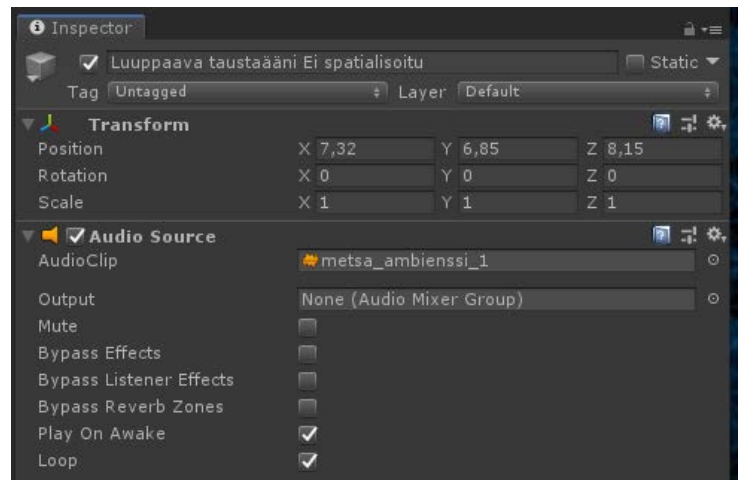 Inspector
Luuppaava taustaääni Ei spatialisoitu Static
Tag Untagged Layer Default
Transform
Position X 7,32 Y 6,85 Z 8,15
Rotation X 0 Y 0 Z 0
Scale X 1 Y 1 Z 1
Audio Source
AudioClip metsa_ambienssi_1
Output None (Audio Mixer Group)
Mute
Bypass Effects
Bypass Listener Effects
Bypass Reverb Zones
Play On Awake
Loop